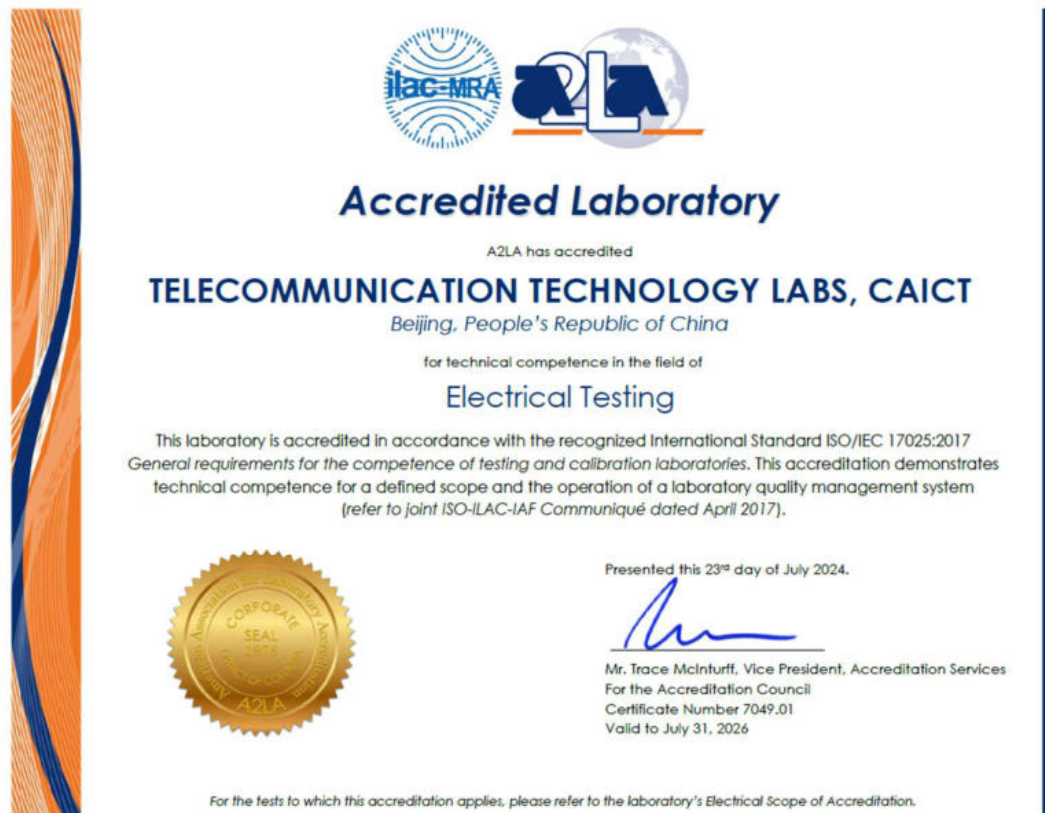 ilac-MRA
A2LA
Accredited Laboratory
A2LA has accredited
TELECOMMUNICATION TECHNOLOGY LABS, CAICT
Beijing, People's Republic of China
for technical competence in the field of
Electrical Testing
This laboratory is accredited in accordance with the recognized International Standard ISO/IEC 17025:2017
General requirements for the competence of testing and calibration laboratories. This accreditation demonstrates
technical competence for a defined scope and the operation of a laboratory quality management system
(refer to joint ISO-ILAC-IAF Communiqué dated April 2017).
American Association for Laboratory Accreditation
CORPORATE
SEAL
1978
A2LA
Presented this 23rd day of July 2024.
Mr. Trace McInturff, Vice President, Accreditation Services
For the Accreditation Council
Certificate Number 7049.01
Valid to July 31, 2026
For the tests to which this accreditation applies, please refer to the laboratory's Electrical Scope of Accreditation.